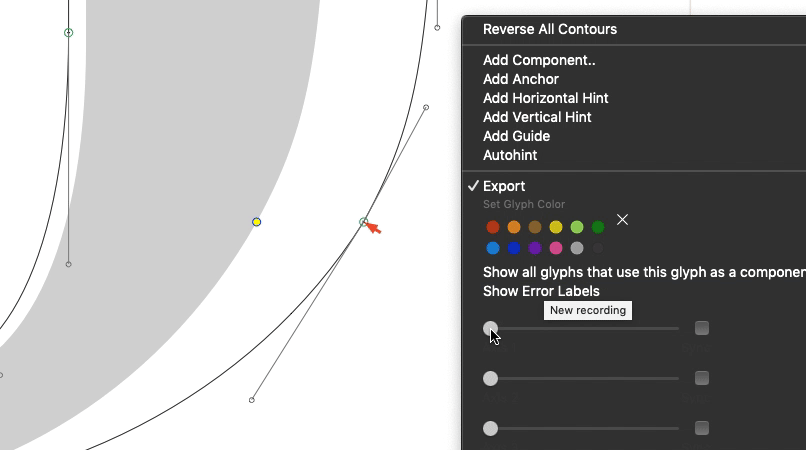 Reverse All Contours
Add Component..
Add Anchor
Add Horizontal Hint
Add Vertical Hint
Add Guide
Autohint
Export
Set Glyph Color
Show all glyphs that use this glyph as a componen
Show Error Labels
New recording